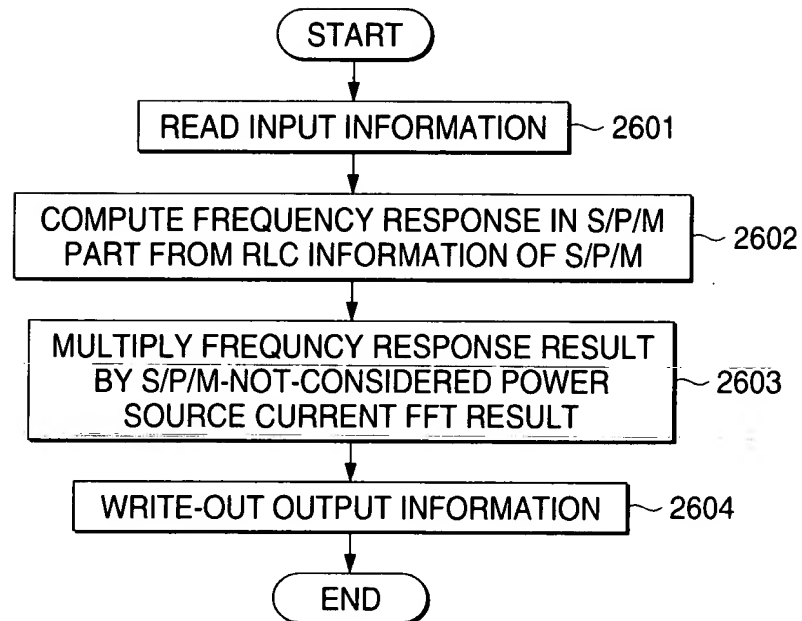 START
READ INPUT INFORMATION
2601
COMPUTE FREQUENCY RESPONSE IN S/P/M
PART FROM RLC INFORMATION OF S/P/M
2602
MULTIPLY FREQUNCY RESPONSE RESULT
BY S/P/M-NOT-CONSIDERED POWER
SOURCE CURRENT FFT RESULT
2603
WRITE-OUT OUTPUT INFORMATION
2604
END